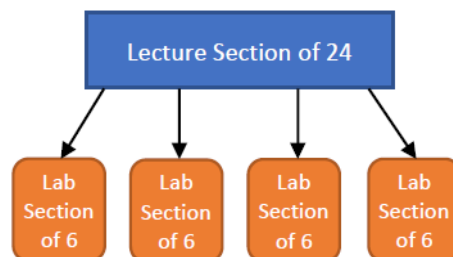 Lecture Section of 24
Lab
Section
of 6
Lab
Section
of 6
Lab
Section
of 6
Lab
Section
of 6